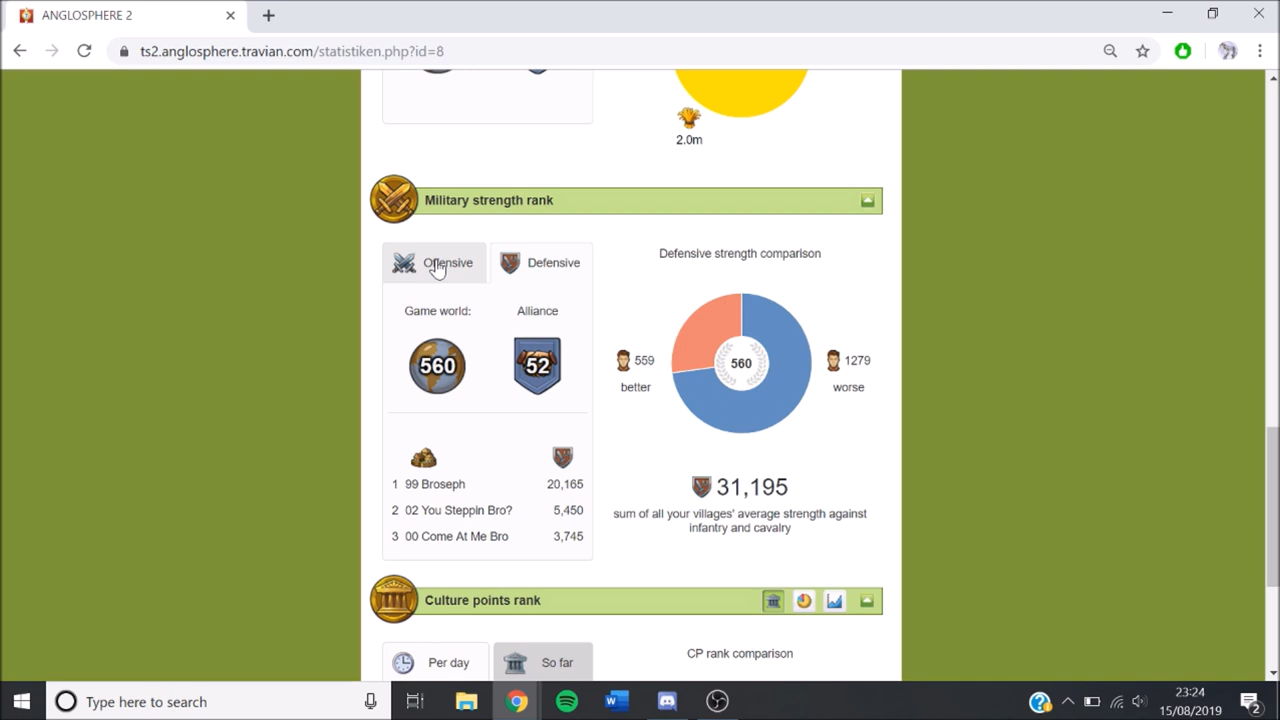 ANGLOSPHERE 2
ts2.anglosphere.travian.com/statistiken.php?id=8
2.0m
Military strength rank
Offensive
Defensive
Defensive strength comparison
Game world:
Alliance
560
52
559
better
560
1279
worse
1 99 Broseph 20,165
2 02 You Steppin Bro? 5,450
3 00 Come At Me Bro 3,745
31,195
sum of all your villages' average strength against
infantry and cavalry
Culture points rank
Per day
So far
CP rank comparison
Type here to search
23:24
15/08/2019
2